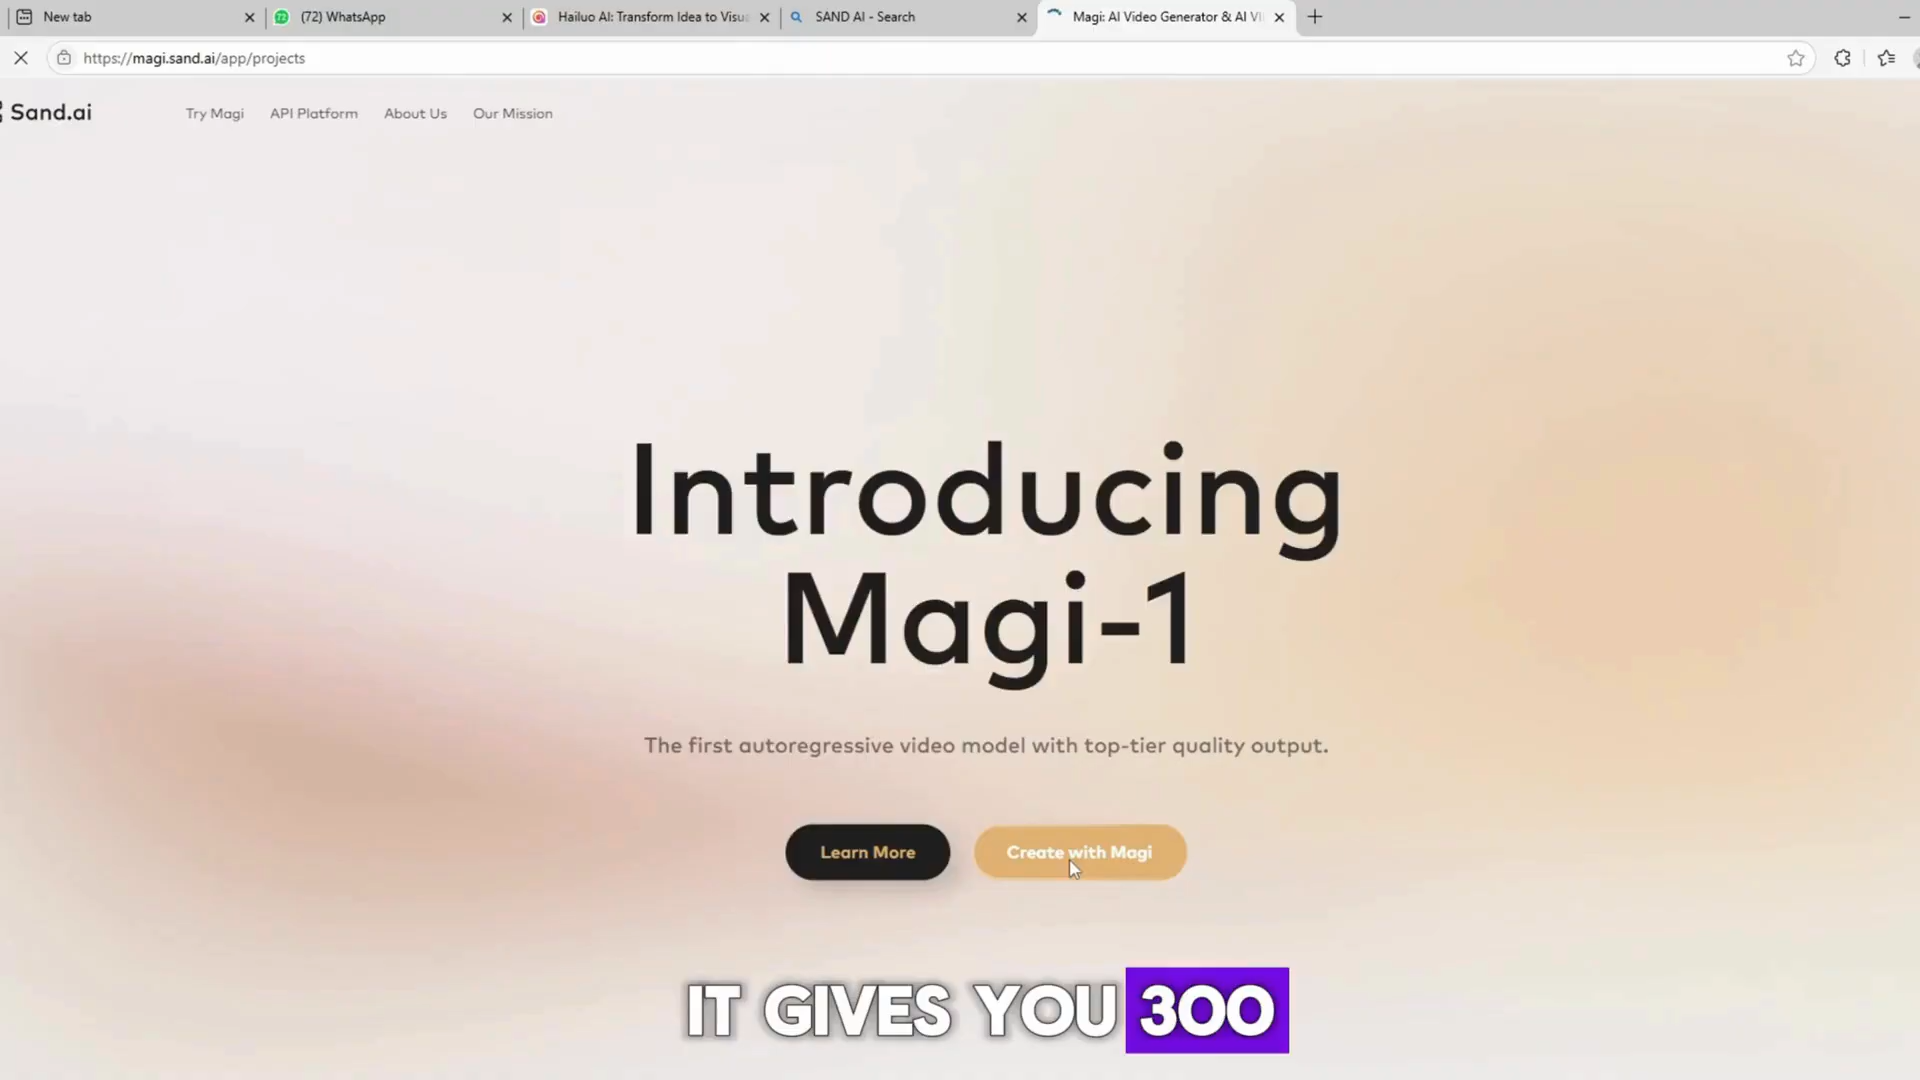 New tab
(72) WhatsApp
Hailuo AI: Transform Idea to Visu
SAND AI - Search
Magi: AI Video Generator & AI Vi
https://magi.sand.ai/app/projects
Sand.ai
Try Magi
API Platform
About Us
Our Mission
Introducing
Magi-1
The first autoregressive video model with top-tier quality output.
Learn More
Create with Magi
IT GIVES YOU 300